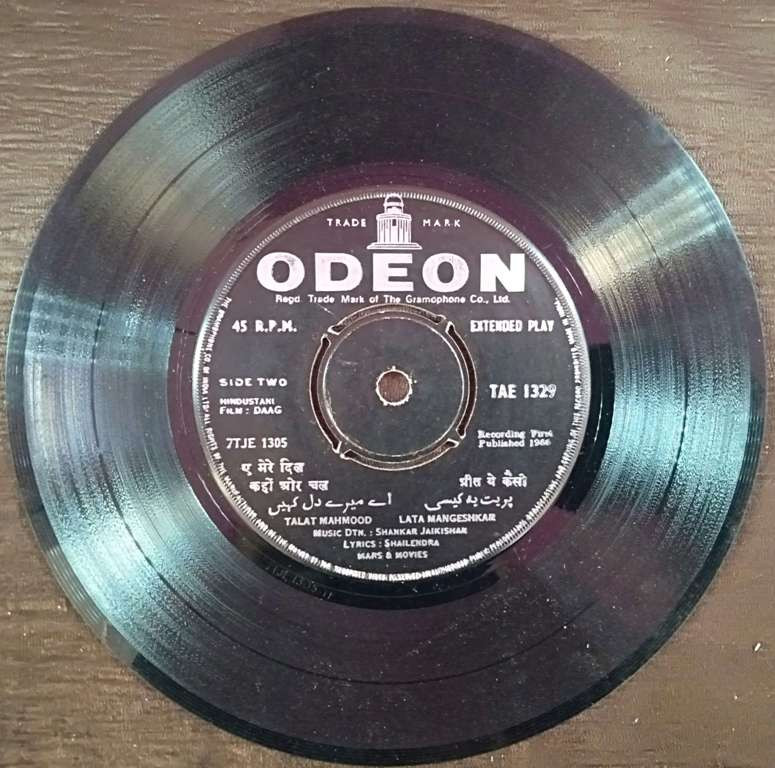 TRADE MARK
ODEON
Regd. Trade Mark of The Gramophone Co., Ltd.
45 R.P.M. EXTENDED PLAY
SIDE TWO TAE 1329
HINDUSTANI
FILM : DAAG
7TJE 1305 Recording First
Published 1966
ए मेरे दिल
कहीं और चल प्रीत ये कैसी
اے میرے دل کہیں پریت یہ کیسی
TALAT MAHMOOD LATA MANGESHKAR
MUSIC DTN. : SHANKAR JAIKISHAN
LYRICS : SHAILENDRA
MARS & MOVIES